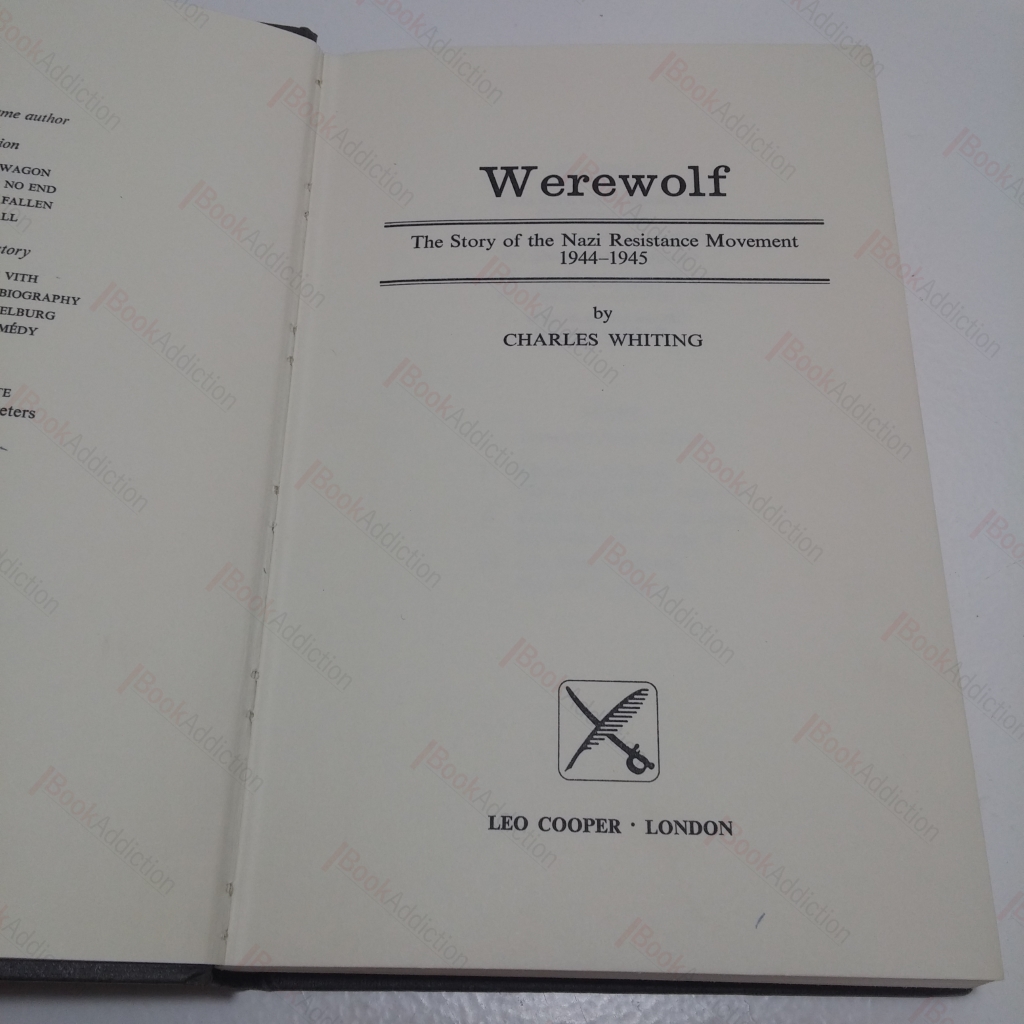 me author
ion
WAGON
NO END
FALLEN
LL
tory
VITH
BIOGRAPHY
ELBURG
MÉDY
TE
eters
Werewolf
The Story of the Nazi Resistance Movement
1944–1945
by
CHARLES WHITING
LEO COOPER · LONDON
BookAddiction